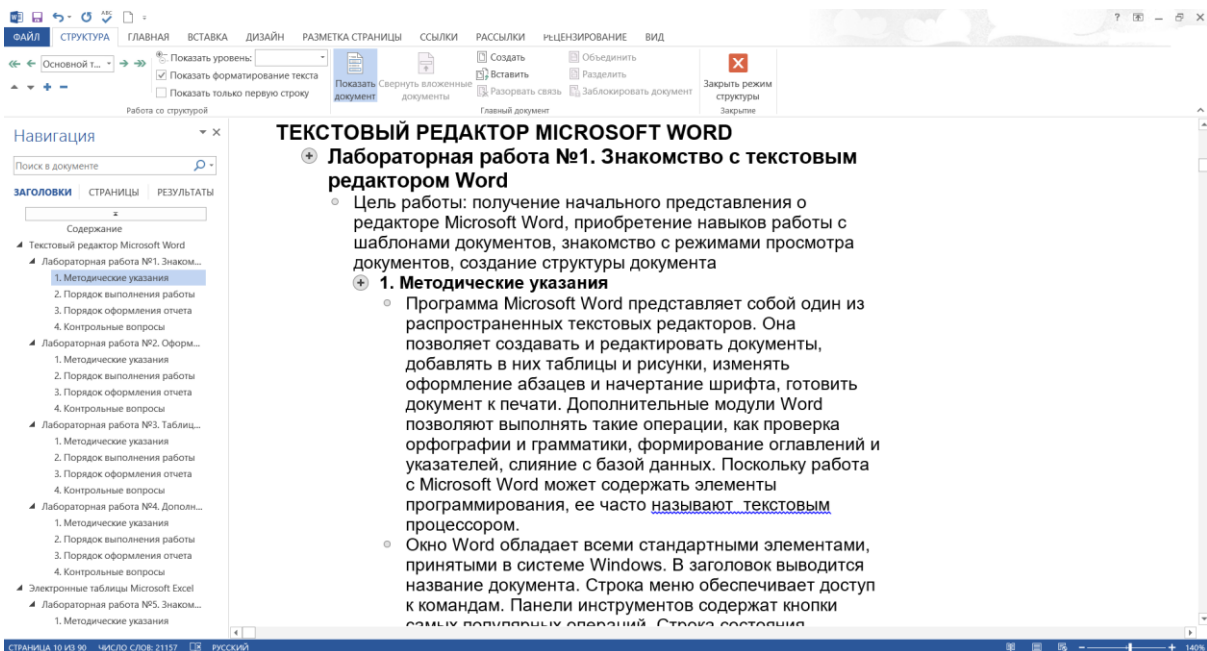 ABC
ФАЙЛ СТРУКТУРА ГЛАВНАЯ ВСТАВКА ДИЗАЙН РАЗМЕТКА СТРАНИЦЫ ССЫЛКИ РАССЫЛКИ РЕЦЕНЗИРОВАНИЕ ВИД
Основной т...
Показать уровень:
Показать форматирование текста
Показать только первую строку
Работа со структурой
Показать документ
Свернуть вложенные документы
Создать
Вставить
Разорвать связь
Объединить
Разделить
Заблокировать документ
Главный документ
Закрыть режим структуры
Закрытие
Навигация
Поиск в документе
ЗАГОЛОВКИ СТРАНИЦЫ РЕЗУЛЬТАТЫ
Содержание
Текстовый редактор Microsoft Word
Лабораторная работа №1. Знаком...
1. Методические указания
2. Порядок выполнения работы
3. Порядок оформления отчета
4. Контрольные вопросы
Лабораторная работа №2. Оформ...
1. Методические указания
2. Порядок выполнения работы
3. Порядок оформления отчета
4. Контрольные вопросы
Лабораторная работа №3. Таблиц...
1. Методические указания
2. Порядок выполнения работы
3. Порядок оформления отчета
4. Контрольные вопросы
Лабораторная работа №4. Дополн...
1. Методические указания
2. Порядок выполнения работы
3. Порядок оформления отчета
4. Контрольные вопросы
Электронные таблицы Microsoft Excel
Лабораторная работа №5. Знаком...
1. Методические указания
ТЕКСТОВЫЙ РЕДАКТОР MICROSOFT WORD
Лабораторная работа №1. Знакомство с текстовым
редактором Word
Цель работы: получение начального представления о
редакторе Microsoft Word, приобретение навыков работы с
шаблонами документов, знакомство с режимами просмотра
документов, создание структуры документа
1. Методические указания
Программа Microsoft Word представляет собой один из
распространенных текстовых редакторов. Она
позволяет создавать и редактировать документы,
добавлять в них таблицы и рисунки, изменять
оформление абзацев и начертание шрифта, готовить
документ к печати. Дополнительные модули Word
позволяют выполнять такие операции, как проверка
орфографии и грамматики, формирование оглавлений и
указателей, слияние с базой данных. Поскольку работа
с Microsoft Word может содержать элементы
программирования, ее часто называют текстовым
процессором.
Окно Word обладает всеми стандартными элементами,
принятыми в системе Windows. В заголовок выводится
название документа. Строка меню обеспечивает доступ
к командам. Панели инструментов содержат кнопки
самых популярных операций. Строка состояния
СТРАНИЦА 10 ИЗ 90 ЧИСЛО СЛОВ: 21157 РУССКИЙ
140%